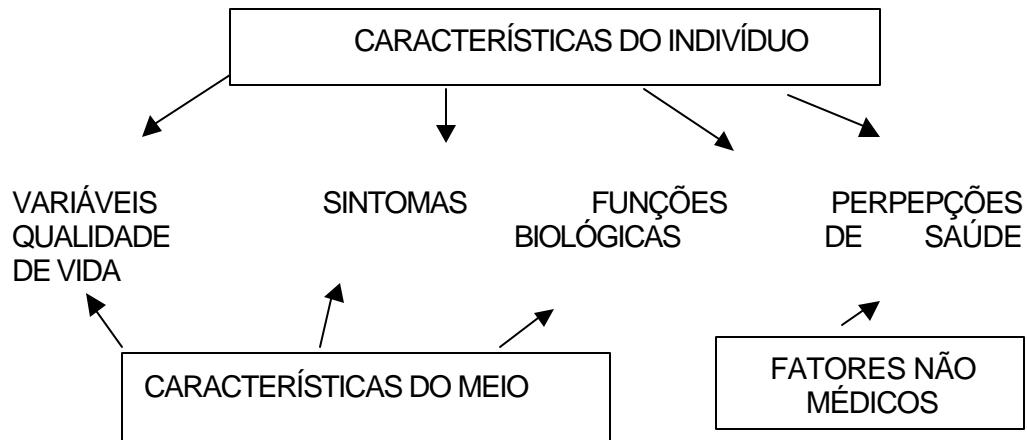 CARACTERÍSTICAS DO INDIVÍDUO
VARIÁVEIS SINTOMAS FUNÇÕES PERPEPÇÕES
QUALIDADE BIOLÓGICAS DE SAÚDE
DE VIDA
CARACTERÍSTICAS DO MEIO
FATORES NÃO
MÉDICOS